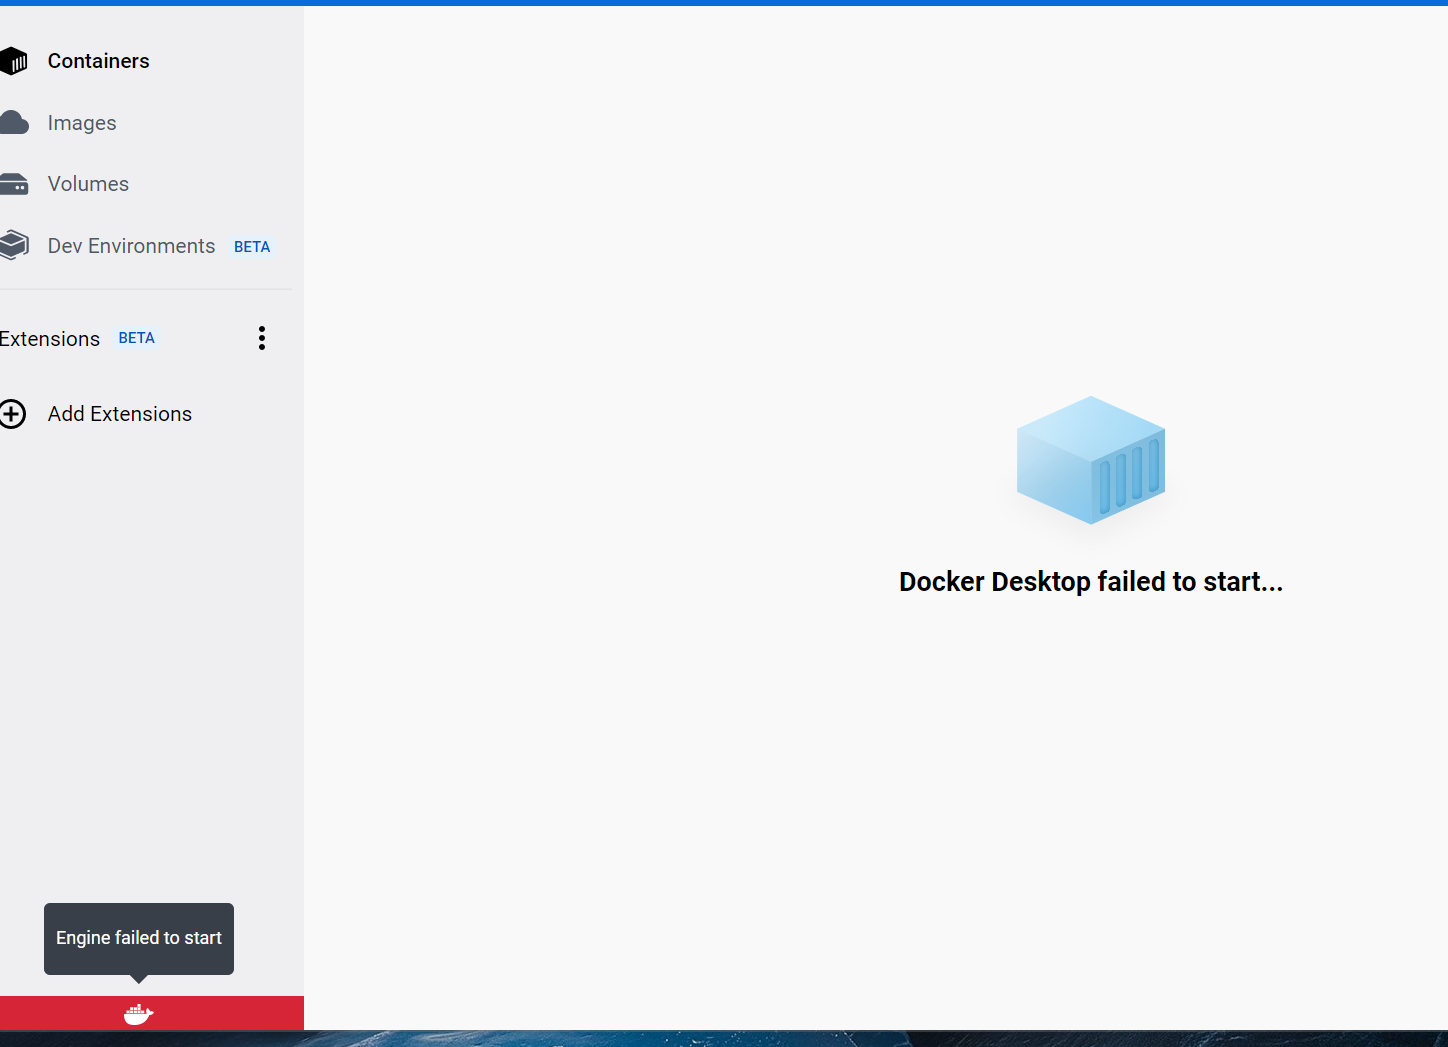 Containers
Images
Volumes
Dev Environments BETA
Extensions BETA
Add Extensions
Docker Desktop failed to start...
Engine failed to start